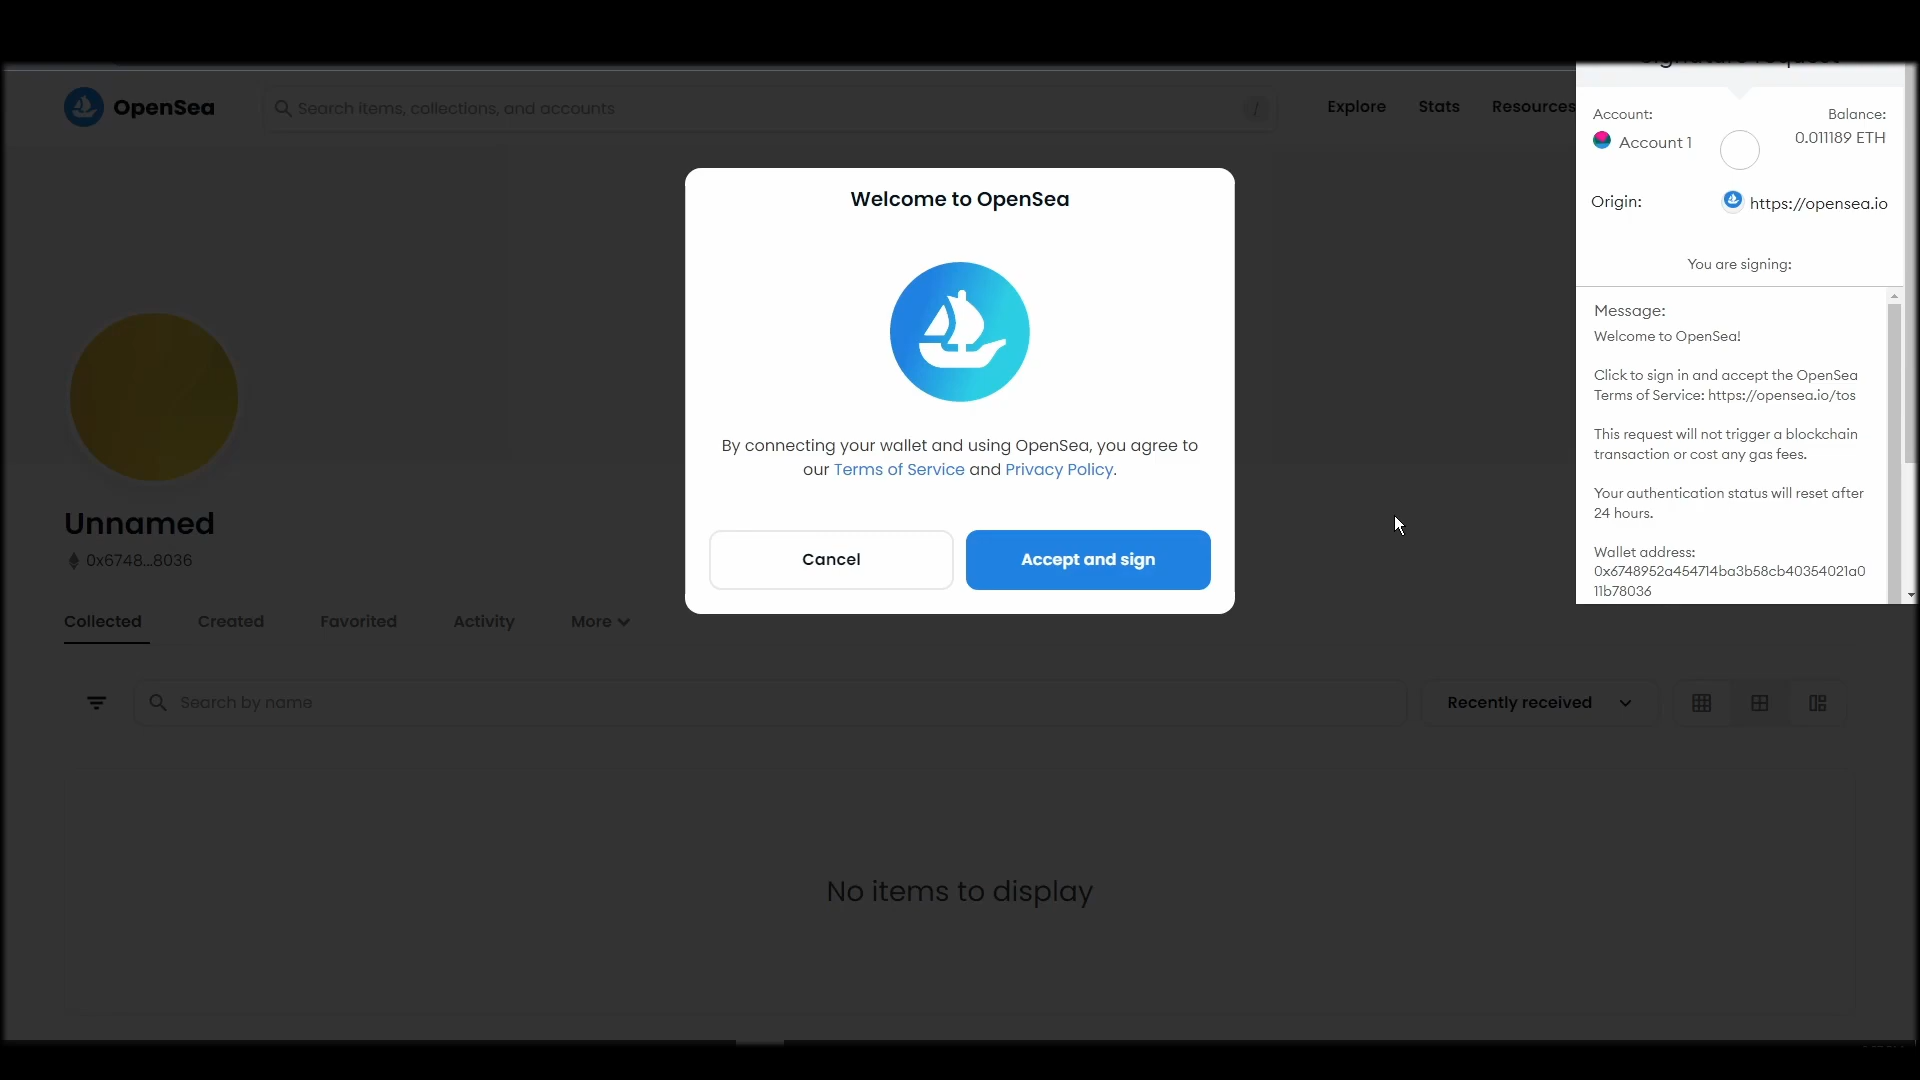 Signature request
OpenSea
Search items, collections, and accounts
/
Explore
Stats
Resources
Account:
Balance:
Account 1
0.011189 ETH
Origin:
https://opensea.io
You are signing:
Message:
Welcome to OpenSea!
Click to sign in and accept the OpenSea
Terms of Service: https://opensea.io/tos
This request will not trigger a blockchain
transaction or cost any gas fees.
Your authentication status will reset after
24 hours.
Wallet address:
0x6748952a454714ba3b58cb40354021a0
11b78036
Welcome to OpenSea
By connecting your wallet and using OpenSea, you agree to
our Terms of Service and Privacy Policy.
Cancel
Accept and sign
Unnamed
0x6748...8036
Collected
Created
Favorited
Activity
More
Search by name
Recently received
No items to display